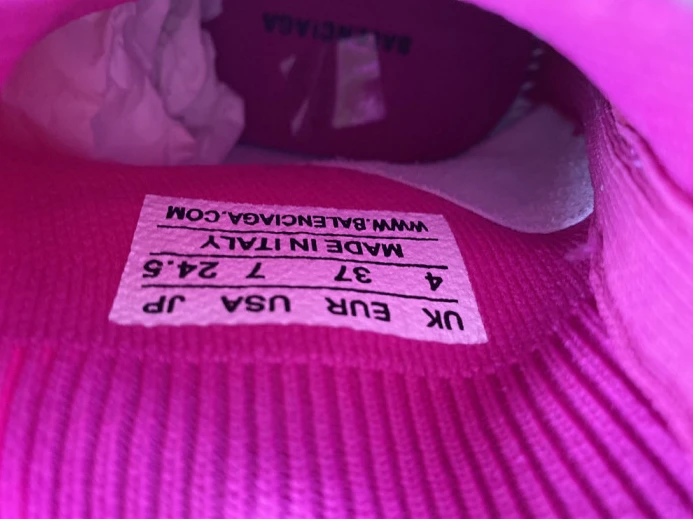 BALENCIAGA
UK EUR USA JP
4 37 7 24.5
MADE IN ITALY
WWW.BALENCIAGA.COM